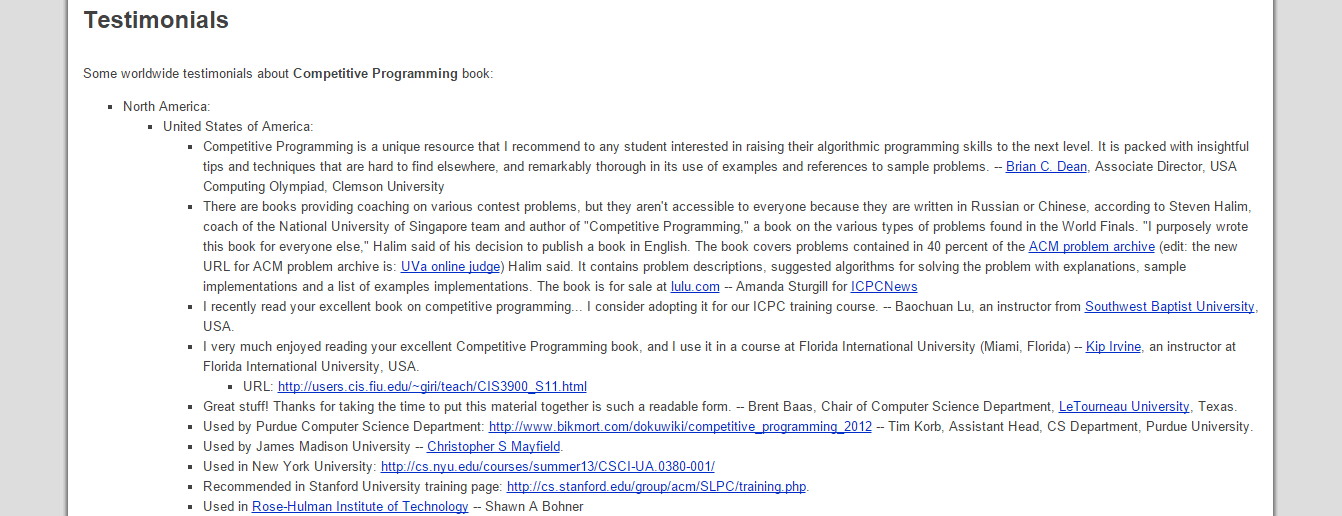 Testimonials
Some worldwide testimonials about Competitive Programming book:
North America:
United States of America:
Competitive Programming is a unique resource that I recommend to any student interested in raising their algorithmic programming skills to the next level. It is packed with insightful
tips and techniques that are hard to find elsewhere, and remarkably thorough in its use of examples and references to sample problems. -- Brian C. Dean, Associate Director, USA
Computing Olympiad, Clemson University
There are books providing coaching on various contest problems, but they aren't accessible to everyone because they are written in Russian or Chinese, according to Steven Halim,
coach of the National University of Singapore team and author of "Competitive Programming," a book on the various types of problems found in the World Finals. "I purposely wrote
this book for everyone else," Halim said of his decision to publish a book in English. The book covers problems contained in 40 percent of the ACM problem archive (edit: the new
URL for ACM problem archive is: UVa online judge) Halim said. It contains problem descriptions, suggested algorithms for solving the problem with explanations, sample
implementations and a list of examples implementations. The book is for sale at lulu.com -- Amanda Sturgill for ICPCNews
I recently read your excellent book on competitive programming... I consider adopting it for our ICPC training course. -- Baochuan Lu, an instructor from Southwest Baptist University,
USA.
I very much enjoyed reading your excellent Competitive Programming book, and I use it in a course at Florida International University (Miami, Florida) -- Kip Irvine, an instructor at
Florida International University, USA.
URL: http://users.cis.fiu.edu/~giri/teach/CIS3900_S11.html
Great stuff! Thanks for taking the time to put this material together is such a readable form. -- Brent Baas, Chair of Computer Science Department, LeTourneau University, Texas.
Used by Purdue Computer Science Department: http://www.bikmort.com/dokuwiki/competitive_programming_2012 -- Tim Korb, Assistant Head, CS Department, Purdue University.
Used by James Madison University -- Christopher S Mayfield.
Used in New York University: http://cs.nyu.edu/courses/summer13/CSCI-UA.0380-001/
Recommended in Stanford University training page: http://cs.stanford.edu/group/acm/SLPC/training.php.
Used in Rose-Hulman Institute of Technology -- Shawn A Bohner